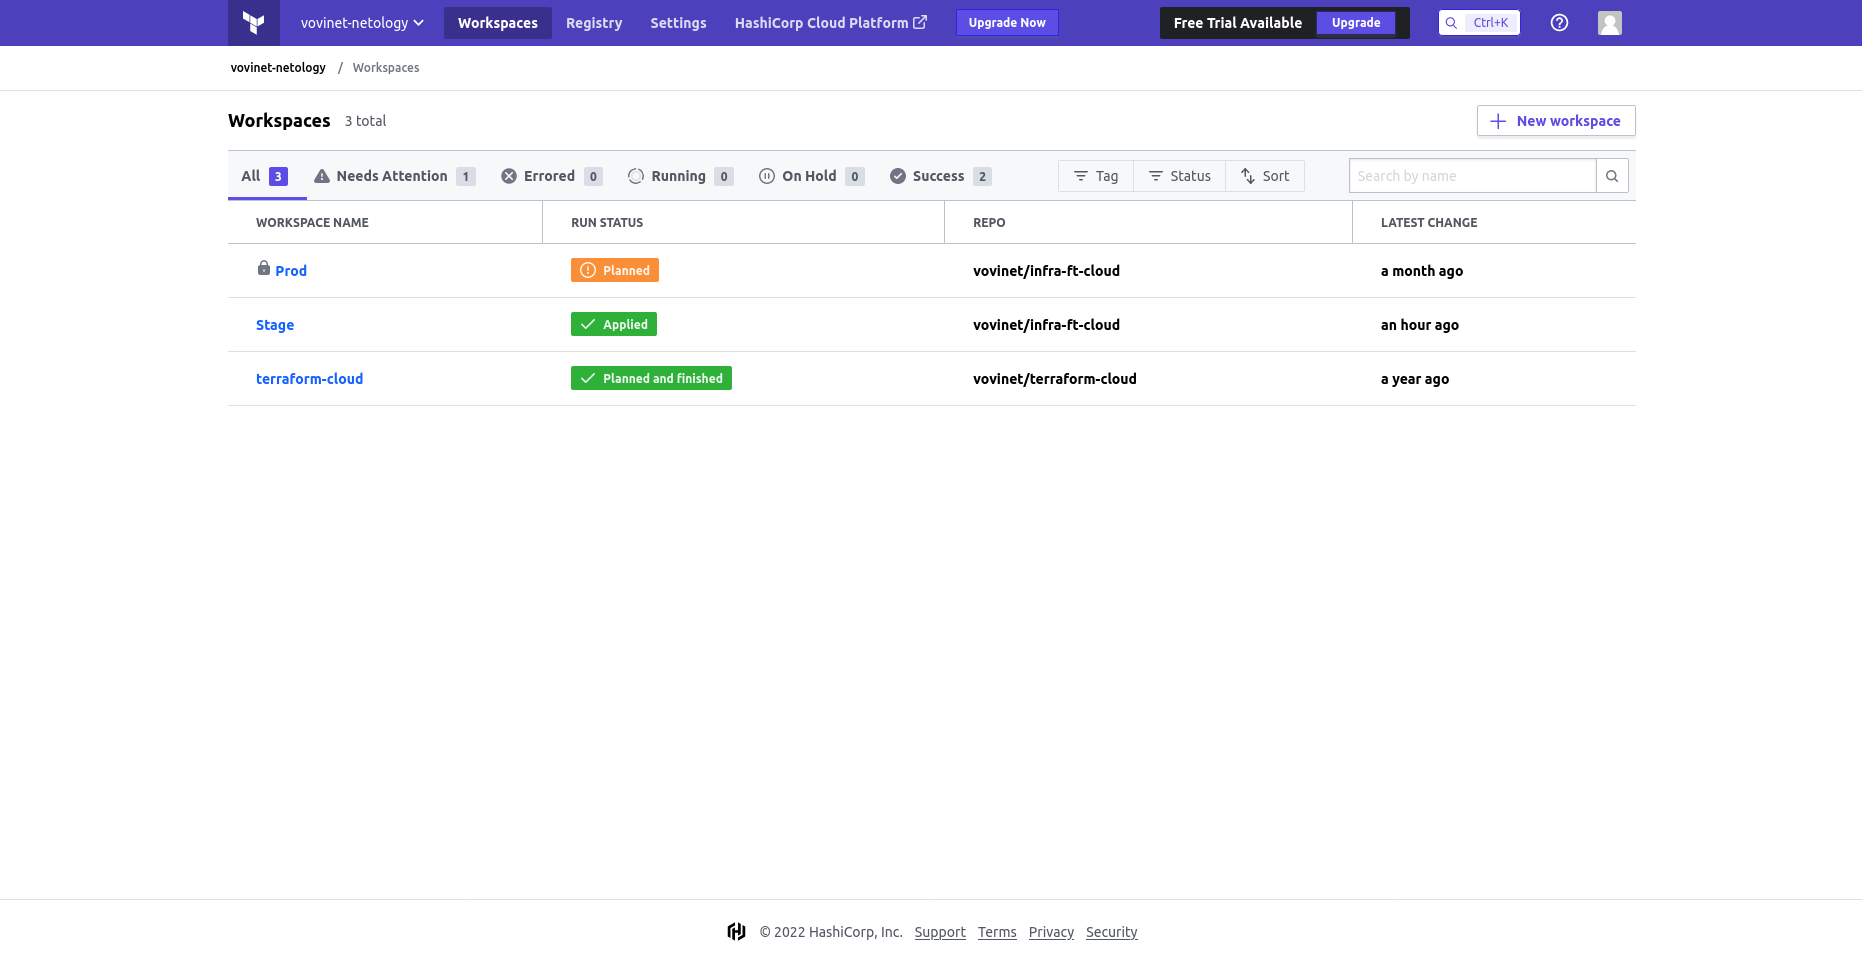 vovinet-netology Workspaces Registry Settings HashiCorp Cloud Platform Upgrade Now Free Trial Available Upgrade Ctrl+K
vovinet-netology / Workspaces
Workspaces 3 total New workspace
All 3 Needs Attention 1 Errored 0 Running 0 On Hold 0 Success 2 Tag Status Sort Search by name
WORKSPACE NAME RUN STATUS REPO LATEST CHANGE
Prod Planned vovinet/infra-ft-cloud a month ago
Stage Applied vovinet/infra-ft-cloud an hour ago
terraform-cloud Planned and finished vovinet/terraform-cloud a year ago
© 2022 HashiCorp, Inc. Support Terms Privacy Security